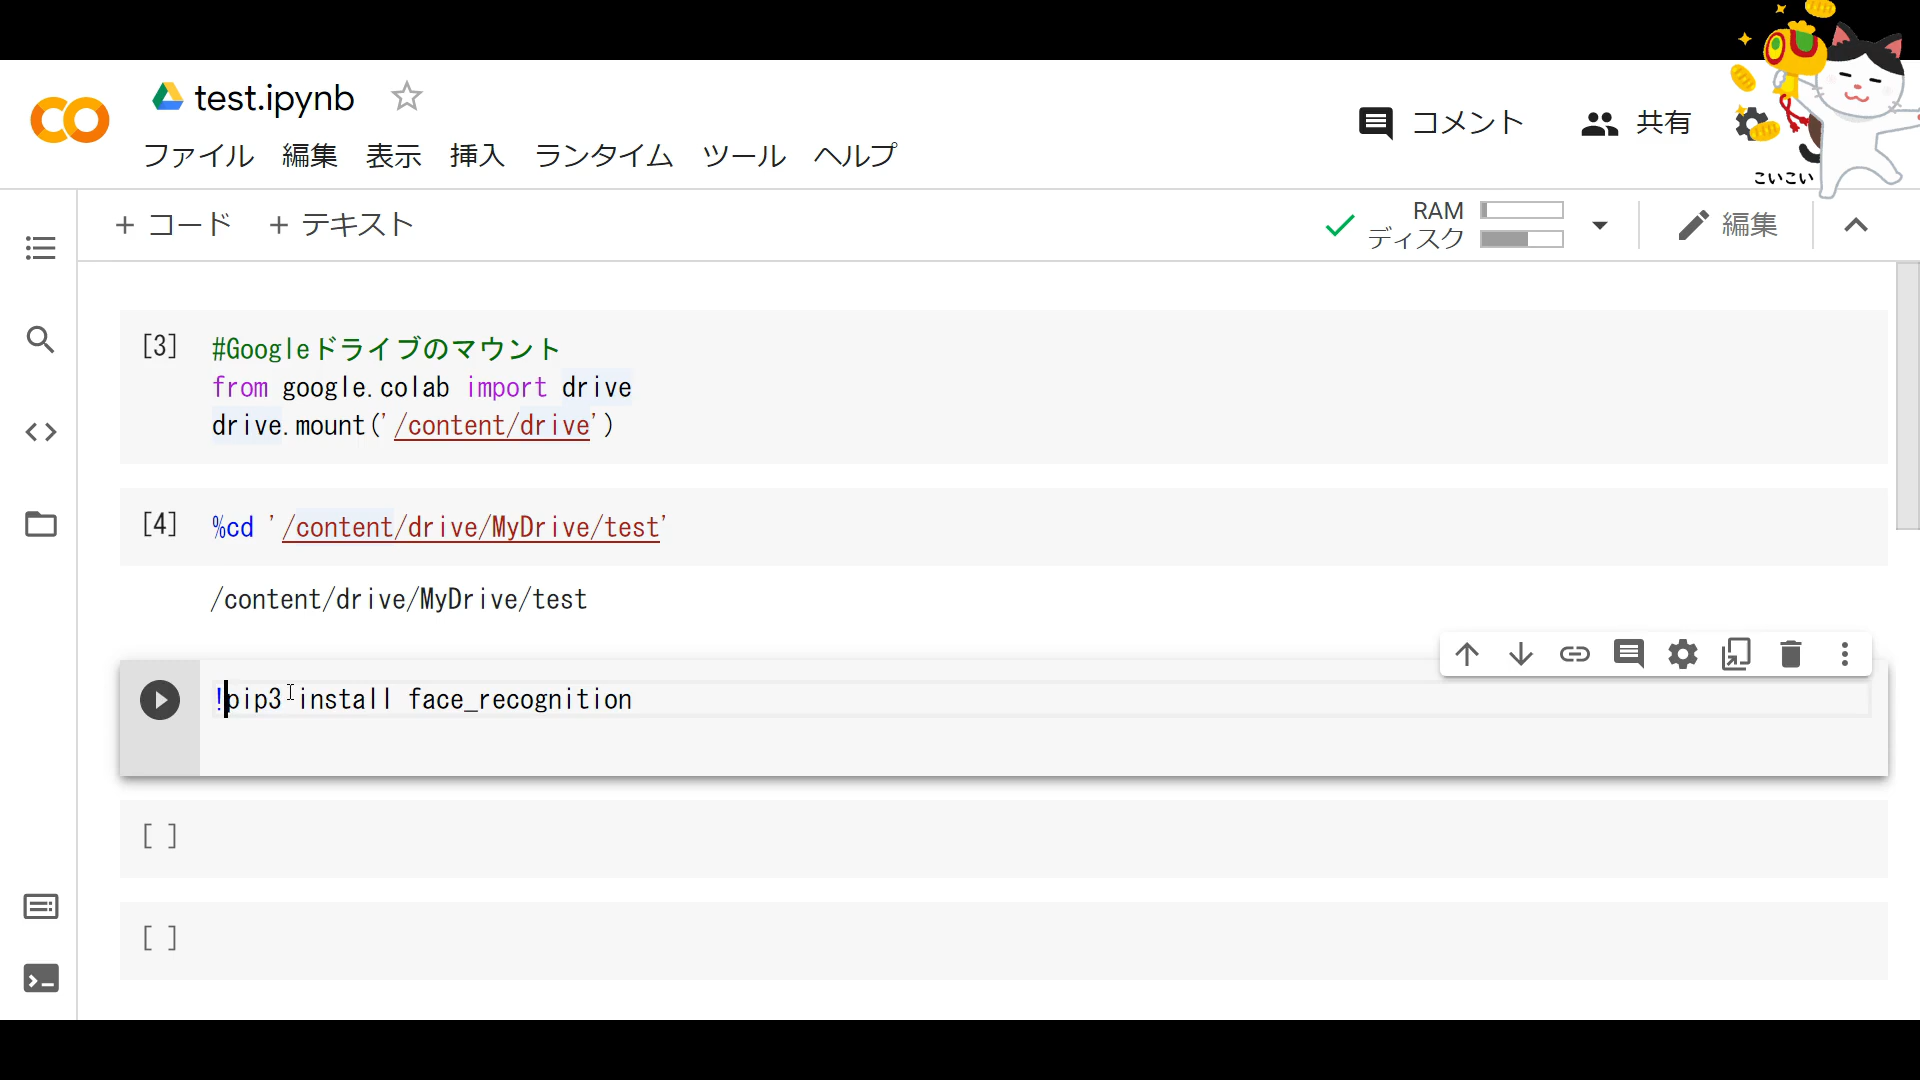 test.ipynb
コメント
共有
ファイル 編集 表示 挿入 ランタイム ツール ヘルプ
こいこい
+ コード + テキスト
RAM
ディスク
編集
[3] #Googleドライブのマウント
from google.colab import drive
drive.mount('/content/drive')
[4] %cd '/content/drive/MyDrive/test'
/content/drive/MyDrive/test
!pip3 install face_recognition
[ ]
[ ]